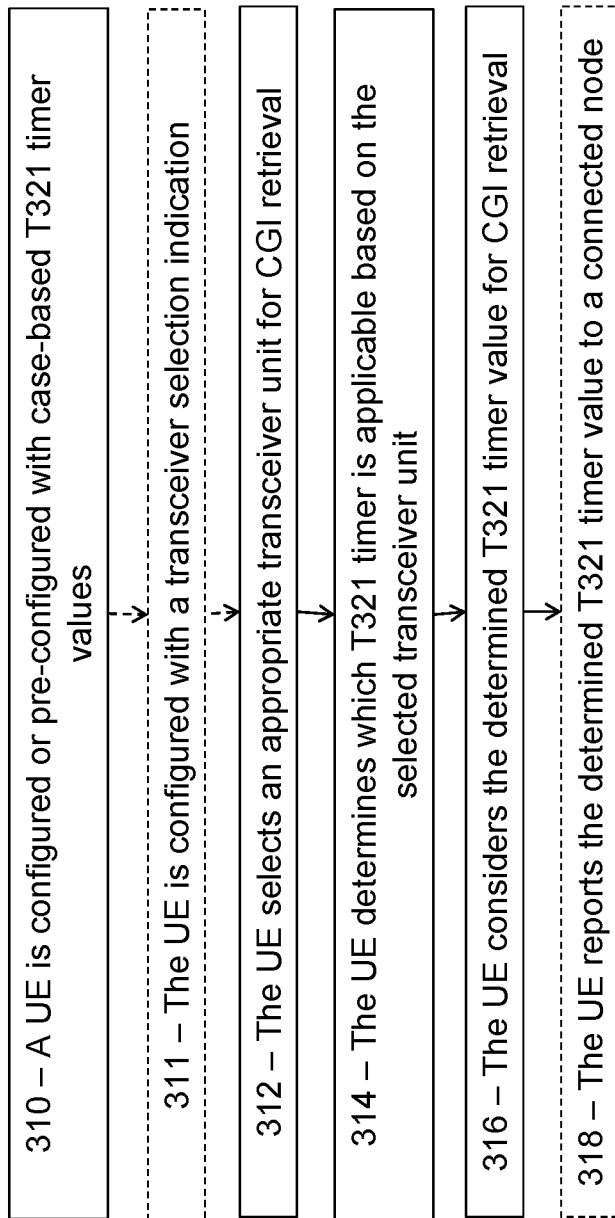 310 – A UE is configured or pre-configured with case-based T321 timer
values
311 – The UE is configured with a transceiver selection indication
312 – The UE selects an appropriate transceiver unit for CGI retrieval
314 – The UE determines which T321 timer is applicable based on the
selected transceiver unit
316 – The UE considers the determined T321 timer value for CGI retrieval
318 – The UE reports the determined T321 timer value to a connected node